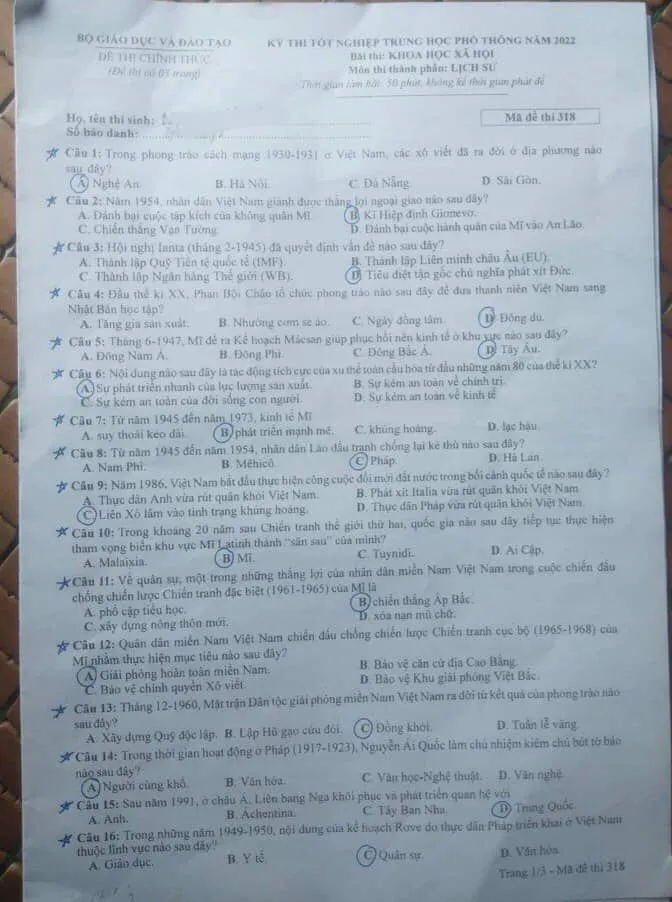 BỘ GIÁO DỤC VÀ ĐÀO TẠO
ĐỀ THI CHÍNH THỨC
(Đề thi có 03 trang)
KỲ THI TỐT NGHIỆP TRUNG HỌC PHỔ THÔNG NĂM 2022
Bài thi: KHOA HỌC XÃ HỘI
Môn thi thành phần: LỊCH SỬ
Thời gian làm bài: 50 phút, không kể thời gian phát đề
Họ, tên thí sinh:
Số báo danh:
Mã đề thi 318
Câu 1: Trong phong trào cách mạng 1930-1931 ở Việt Nam, các xô viết đã ra đời ở địa phương nào
sau đây?
A. Nghệ An. B. Hà Nội. C. Đà Nẵng. D. Sài Gòn.
Câu 2: Năm 1954, nhân dân Việt Nam giành được thắng lợi ngoại giao nào sau đây?
A. Đánh bại cuộc tập kích của không quân Mĩ. B. Kí Hiệp định Giơnevơ.
C. Chiến thắng Vạn Tường. D. Đánh bại cuộc hành quân của Mĩ vào An Lão.
Câu 3: Hội nghị Ianta (tháng 2-1945) đã quyết định vấn đề nào sau đây?
A. Thành lập Quỹ Tiền tệ quốc tế (IMF). B. Thành lập Liên minh châu Âu (EU).
C. Thành lập Ngân hàng Thế giới (WB). D. Tiêu diệt tận gốc chủ nghĩa phát xít Đức.
Câu 4: Đầu thế kỉ XX, Phan Bội Châu tổ chức phong trào nào sau đây để đưa thanh niên Việt Nam sang
Nhật Bản học tập?
A. Tăng gia sản xuất. B. Nhường cơm sẻ áo. C. Ngày đồng tâm. D. Đông du.
Câu 5: Tháng 6-1947, Mĩ đề ra Kế hoạch Mácsan giúp phục hồi nền kinh tế ở khu vực nào sau đây?
A. Đông Nam Á. B. Đông Phi. C. Đông Bắc Á. D. Tây Âu.
Câu 6: Nội dung nào sau đây là tác động tích cực của xu thế toàn cầu hóa từ đầu những năm 80 của thế kỉ XX?
A. Sự phát triển nhanh của lực lượng sản xuất. B. Sự kém an toàn về chính trị.
C. Sự kém an toàn của đời sống con người. D. Sự kém an toàn về kinh tế
Câu 7: Từ năm 1945 đến năm 1973, kinh tế Mĩ
A. suy thoái kéo dài. B. phát triển mạnh mẽ. C. khủng hoảng. D. lạc hậu.
Câu 8: Từ năm 1945 đến năm 1954, nhân dân Lào đấu tranh chống lại kẻ thù nào sau đây?
A. Nam Phi. B. Mêhicô. C. Pháp. D. Hà Lan.
Câu 9: Năm 1986, Việt Nam bắt đầu thực hiện công cuộc đổi mới đất nước trong bối cảnh quốc tế nào sau đây?
A. Thực dân Anh vừa rút quân khỏi Việt Nam. B. Phát xít Italia vừa rút quân khỏi Việt Nam
C. Liên Xô lâm vào tình trạng khủng hoảng. D. Thực dân Pháp vừa rút quân khỏi Việt Nam.
Câu 10: Trong khoảng 20 năm sau Chiến tranh thế giới thứ hai, quốc gia nào sau đây tiếp tục thực hiện
tham vọng biến khu vực Mĩ Latinh thành "sân sau" của mình?
A. Malaixia. B. Mĩ. C. Tuynidi. D. Ai Cập.
Câu 11: Về quân sự, một trong những thắng lợi của nhân dân miền Nam Việt Nam trong cuộc chiến đấu
chống chiến lược Chiến tranh đặc biệt (1961-1965) của Mĩ là
A. phổ cập tiểu học. B. chiến thắng Ấp Bắc.
C. xây dựng nông thôn mới. D. xóa nạn mù chữ.
Câu 12: Quân dân miền Nam Việt Nam chiến đấu chống chiến lược Chiến tranh cục bộ (1965-1968) của
Mĩ nhằm thực hiện mục tiêu nào sau đây?
A. Giải phóng hoàn toàn miền Nam. B. Bảo vệ căn cứ địa Cao Bằng.
C. Bảo vệ chính quyền Xô viết. D. Bảo vệ Khu giải phóng Việt Bắc.
Câu 13: Tháng 12-1960, Mặt trận Dân tộc giải phóng miền Nam Việt Nam ra đời từ kết quả của phong trào nào
sau đây?
A. Xây dựng Quỹ độc lập. B. Lập Hũ gạo cứu đói. C. Đồng khởi. D. Tuần lễ vàng.
Câu 14: Trong thời gian hoạt động ở Pháp (1917-1923), Nguyễn Ái Quốc làm chủ nhiệm kiêm chủ bút tờ báo
nào sau đây?
A. Người cùng khổ. B. Văn hóa. C. Văn học-Nghệ thuật. D. Văn nghệ.
Câu 15: Sau năm 1991, ở châu Á, Liên bang Nga khôi phục và phát triển quan hệ với
A. Anh. B. Áchentina. C. Tây Ban Nha. D. Trung Quốc.
Câu 16: Trong những năm 1949-1950, nội dung của kế hoạch Rơve do thực dân Pháp triển khai ở Việt Nam
thuộc lĩnh vực nào sau đây?
A. Giáo dục. B. Y tế. C. Quân sự. D. Văn hóa.
Trang 1/3 - Mã đề thi 318